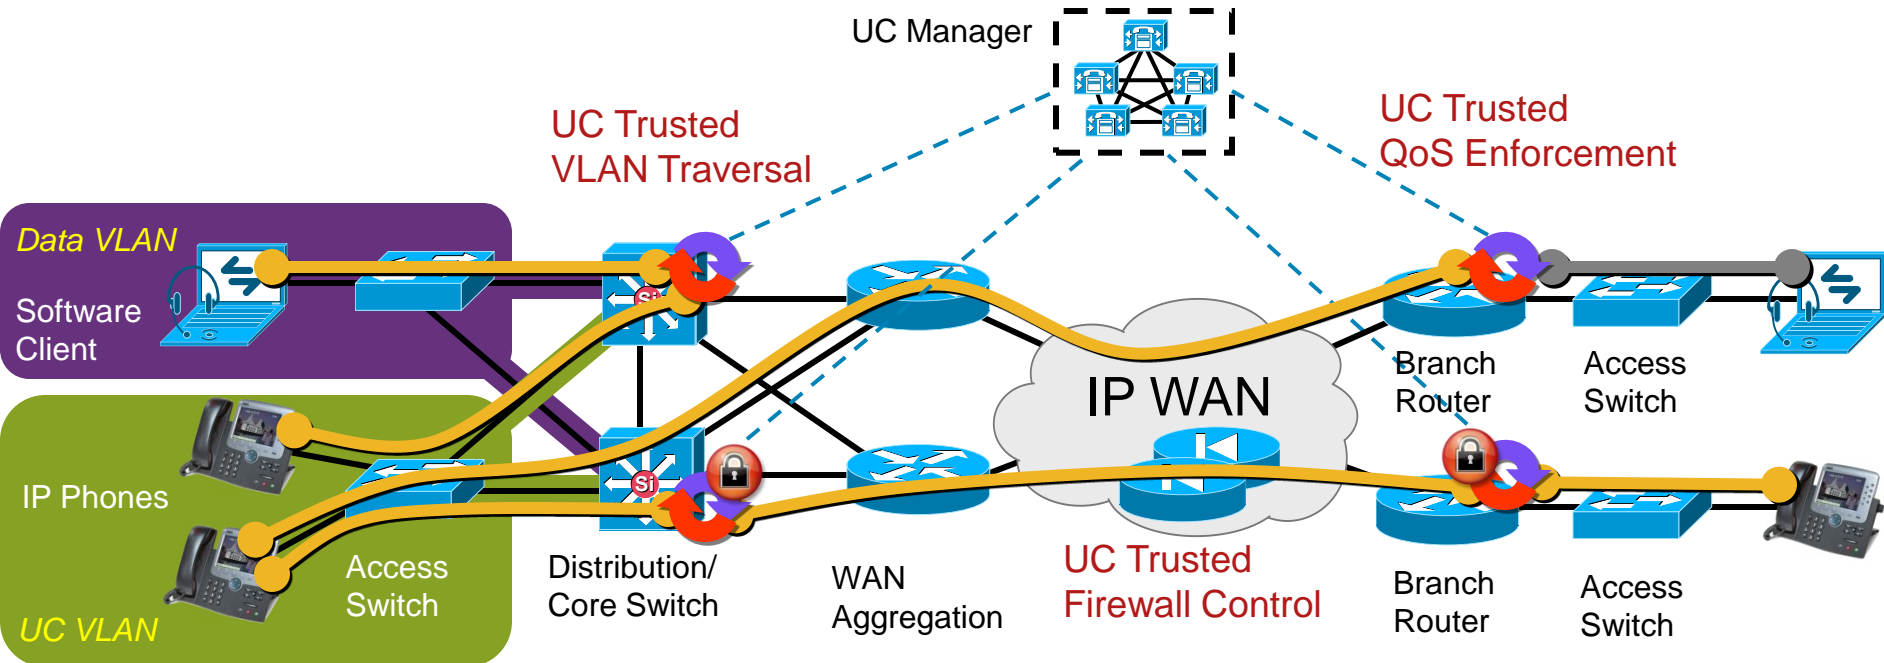 UC Manager
UC Trusted
VLAN Traversal
UC Trusted
QoS Enforcement
Data VLAN
Software
Client
Si
IP WAN
Branch
Router
Access
Switch
IP Phones
Si
UC VLAN
Access
Switch
Distribution/
Core Switch
WAN
Aggregation
UC Trusted
Firewall Control
Branch
Router
Access
Switch